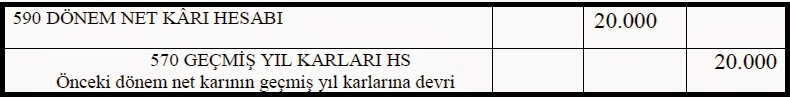 590 DÖNEM NET KÂRI HESABI 20.000
570 GEÇMİŞ YIL KARLARI HS 20.000
Önceki dönem net karının geçmiş yıl karlarına devri